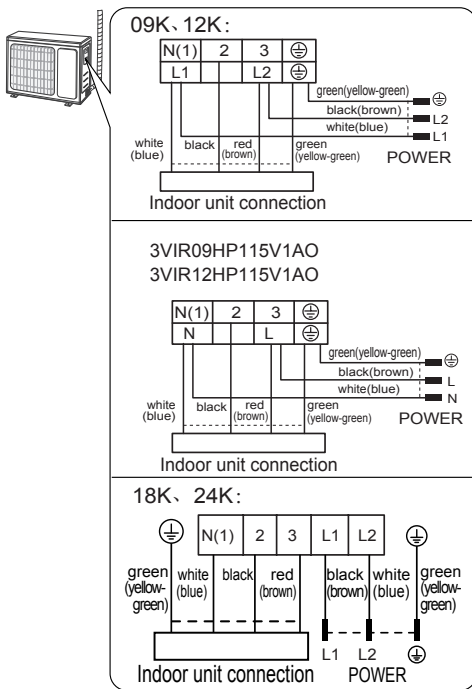 09K、12K:
N(1) 2 3
L1 L2
green(yellow-green)
black(brown) L2
white(blue) L1
white (blue) black red (brown) green (yellow-green) POWER
Indoor unit connection
3VIR09HP115V1AO
3VIR12HP115V1AO
N(1) 2 3
N L
green(yellow-green)
black(brown) L
white(blue) N
white (blue) black red (brown) green (yellow-green) POWER
Indoor unit connection
18K、24K:
N(1) 2 3 L1 L2
green (yellow-green) white (blue) black red (brown) black (brown) white (blue) green (yellow-green)
L1 L2
Indoor unit connection POWER